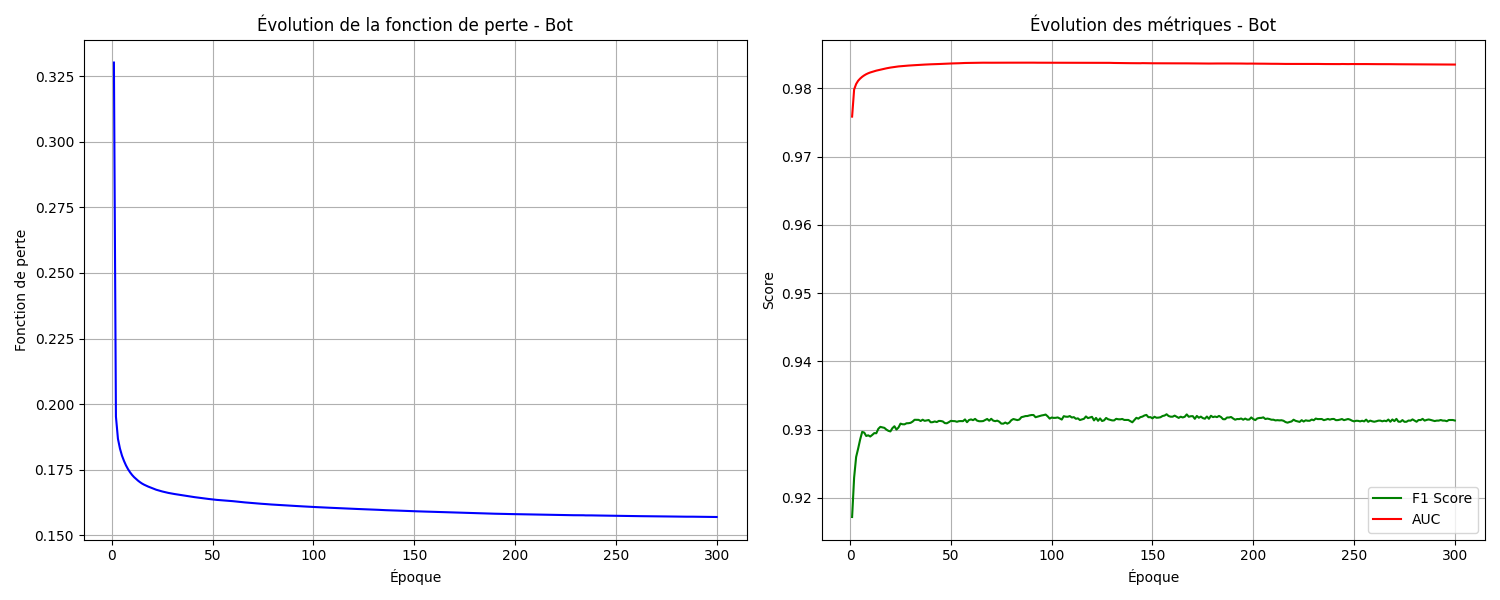 Évolution de la fonction de perte - Bot
Fonction de perte
0.325
0.300
0.275
0.250
0.225
0.200
0.175
0.150
0 50 100 150 200 250 300
Époque
Évolution des métriques - Bot
Score
0.98
0.97
0.96
0.95
0.94
0.93
0.92
F1 Score
AUC
0 50 100 150 200 250 300
Époque